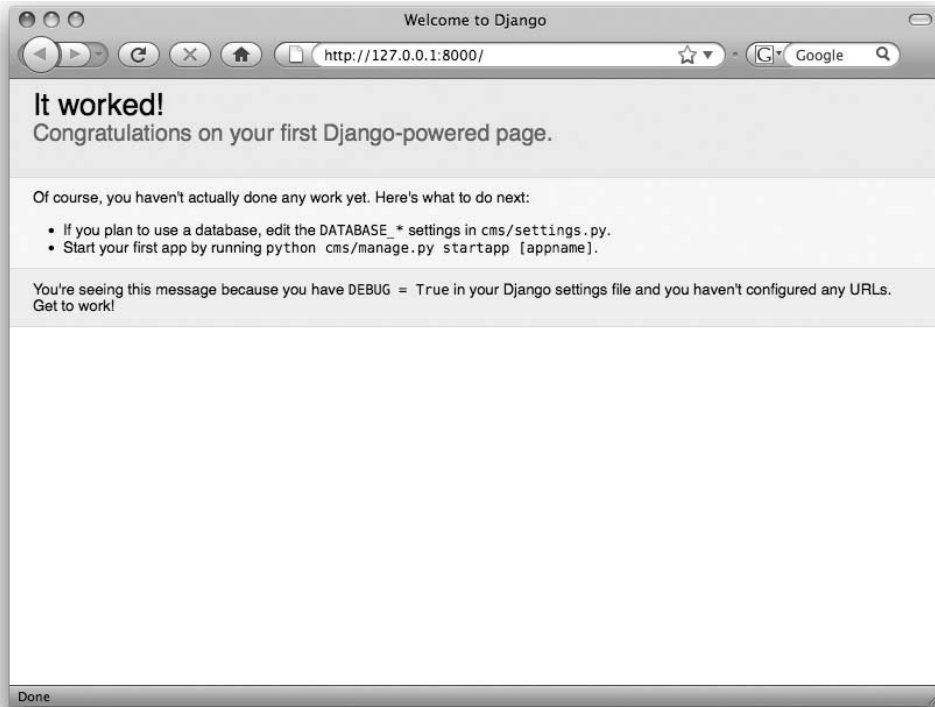 Welcome to Django
http://127.0.0.1:8000/
G
Google
It worked!
Congratulations on your first Django-powered page.
Of course, you haven't actually done any work yet. Here's what to do next:
• If you plan to use a database, edit the DATABASE_* settings in cms/settings.py.
• Start your first app by running python cms/manage.py startapp [appname].
You're seeing this message because you have DEBUG = True in your Django settings file and you haven't configured any URLs.
Get to work!
Done